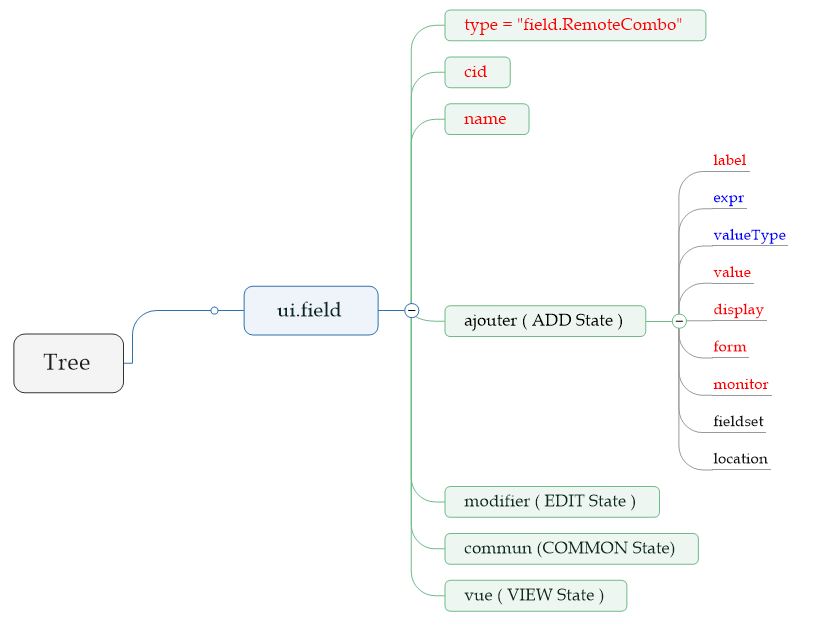 Tree
ui.field
type = "field.RemoteCombo"
cid
name
ajouter ( ADD State )
label
expr
valueType
value
display
form
monitor
fieldset
location
modifier ( EDIT State )
commun (COMMON State)
vue ( VIEW State )